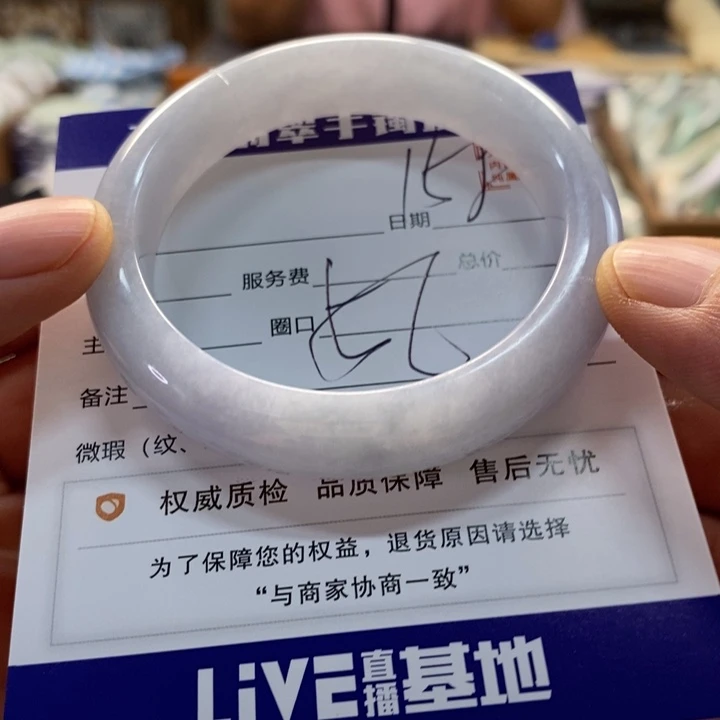 日期
服务费 总价
圈口
主
备注
微瑕（纹、
权威质检 品质保障 售后无忧
为了保障您的权益，退货原因请选择
“与商家协商一致”
LiVE直播基地